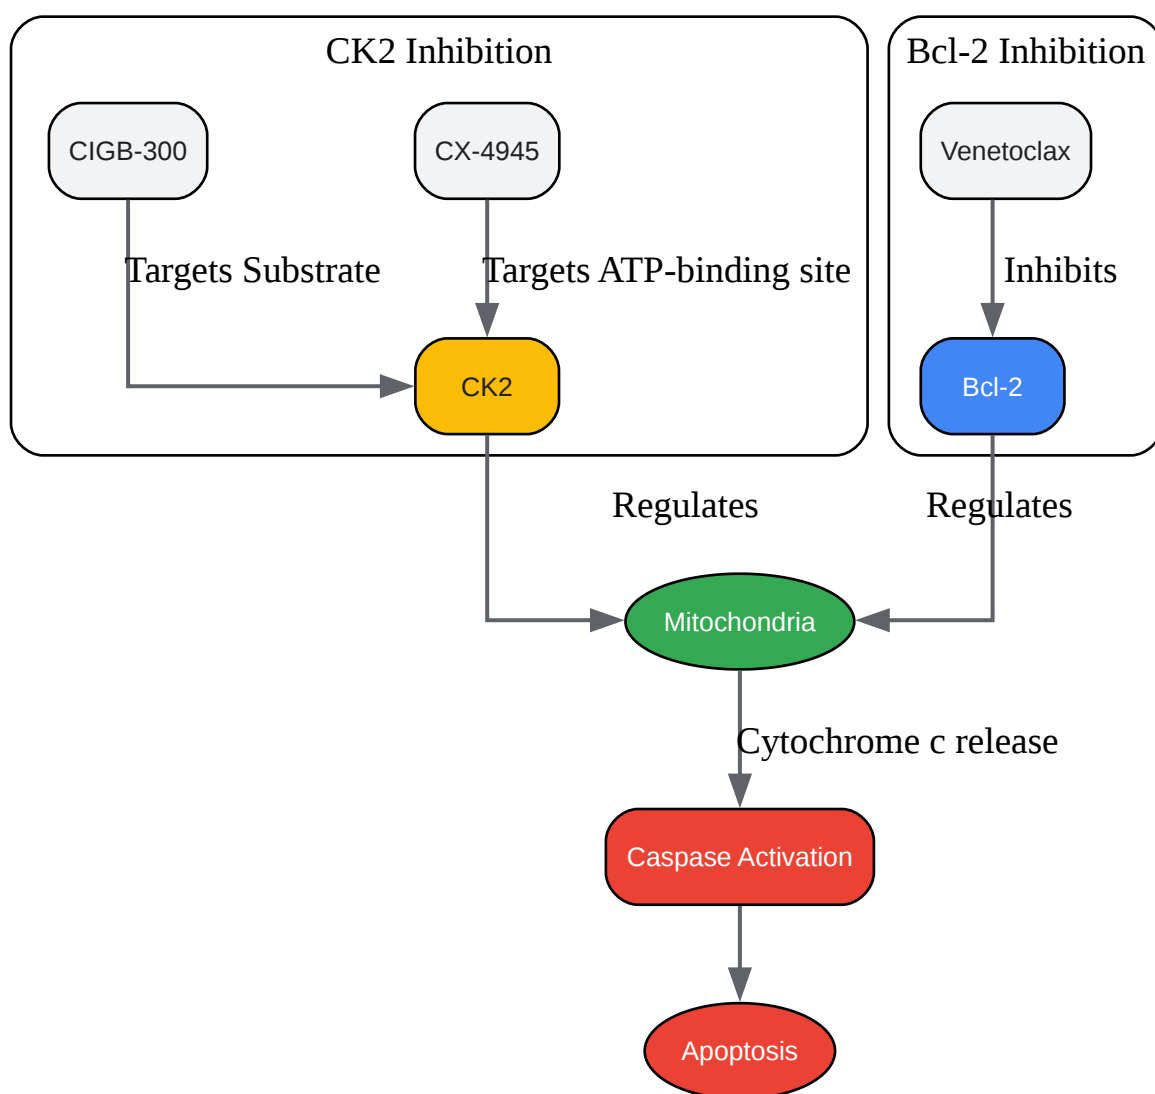 CK2 Inhibition
Bcl-2 Inhibition
CIGB-300
CX-4945
Venetoclax
Targets Substrate
Targets ATP-binding site
Inhibits
CK2
Bcl-2
Regulates
Regulates
Mitochondria
Cytochrome c release
Caspase Activation
Apoptosis